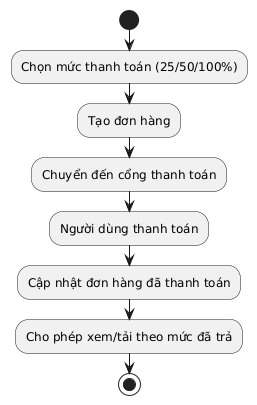 Chọn mức thanh toán (25/50/100%)
Tạo đơn hàng
Chuyển đến cổng thanh toán
Người dùng thanh toán
Cập nhật đơn hàng đã thanh toán
Cho phép xem/tải theo mức đã trả